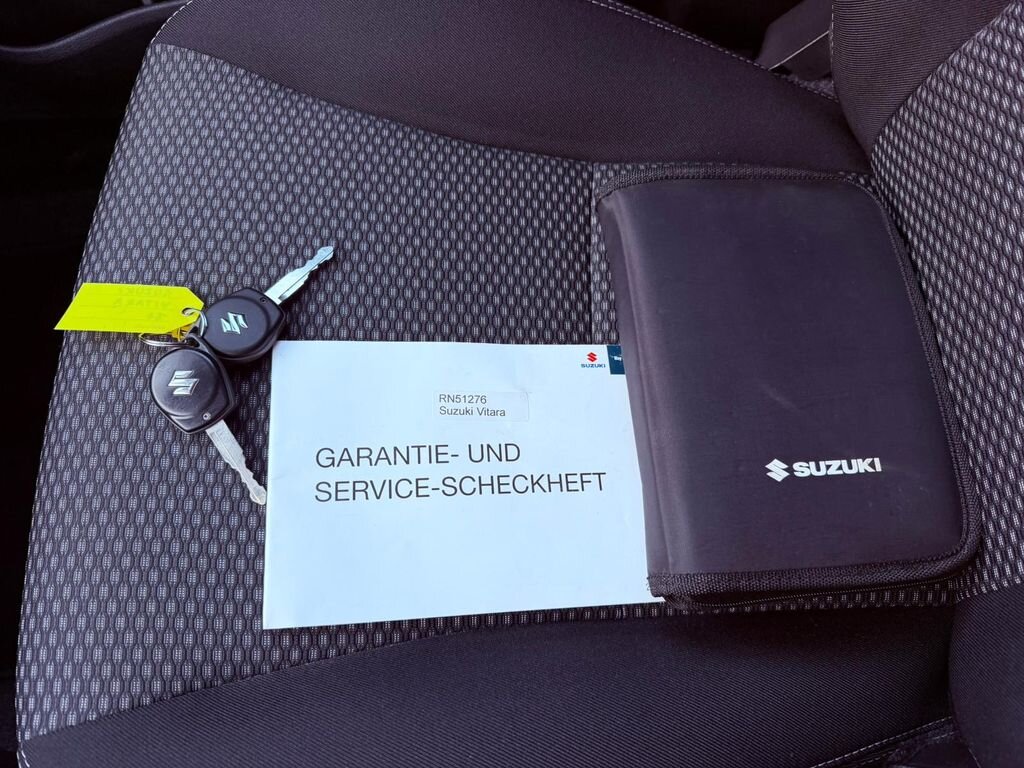 SUZUKI
RN51276
Suzuki Vitara
GARANTIE- UND
SERVICE-SCHECKHEFT
SUZUKI